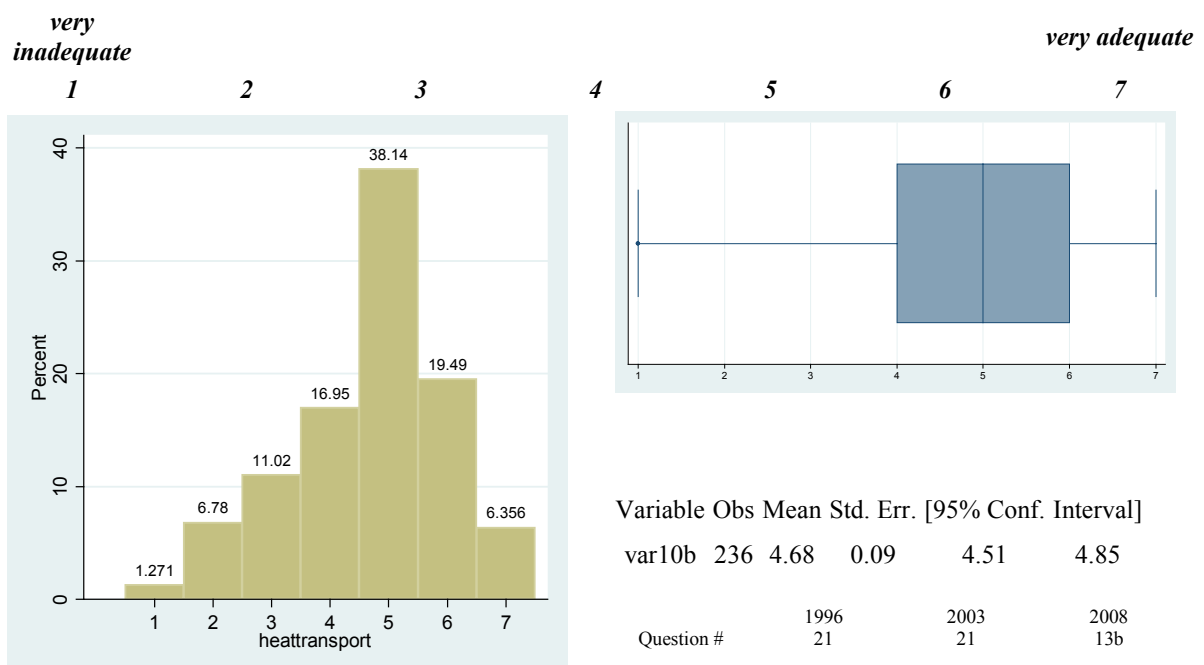 very
inadequate
very adequate
1 2 3 4 5 6 7
40
30
20
10
0
Percent
1.271
6.78
11.02
16.95
38.14
19.49
6.356
1 2 3 4 5 6 7
heattransport
1 2 3 4 5 6 7
Variable Obs Mean Std. Err. [95% Conf. Interval]
var10b 236 4.68 0.09 4.51 4.85
1996 2003 2008
Question # 21 21 13b